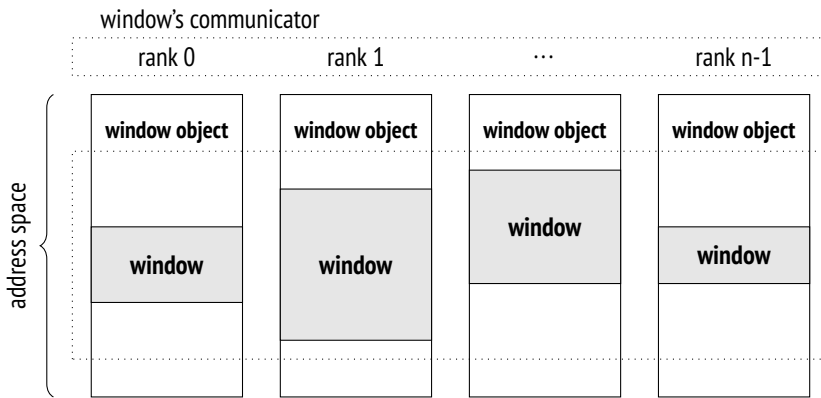 window’s communicator
rank 0 rank 1 ... rank n-1
window object window object window object window object
address space
window window window window